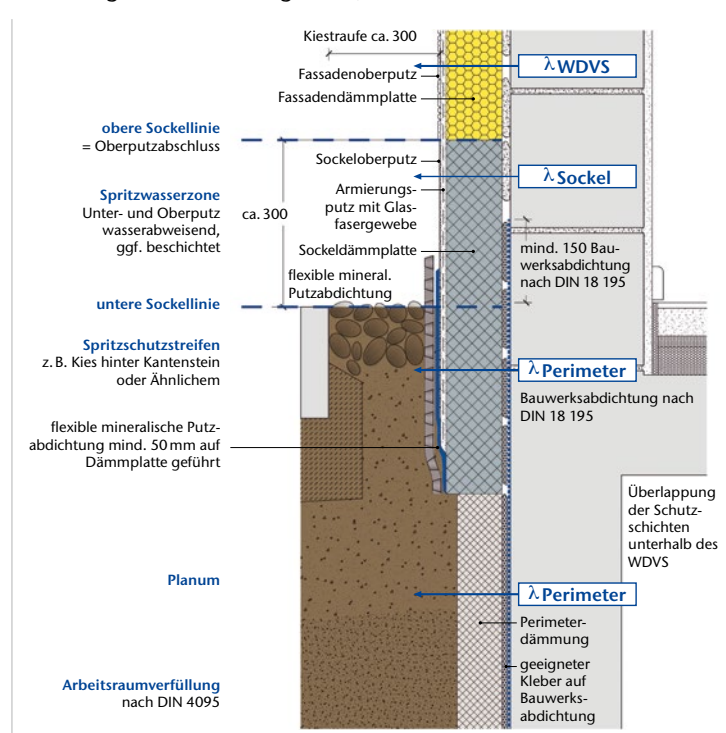 Kiestraufe ca. 300
λ WDVS
Fassadenoberputz
Fassadendämmplatte
obere Sockellinie
= Oberputzabschluss
Sockeloberputz
λ Sockel
Spritzwasserzone
Unter- und Oberputz
wasserabweisend,
ggf. beschichtet
ca. 300
Armierungs-
putz mit Glas-
fasergewebe
Sockeldämmplatte
mind. 150 Bau-
werksabdichtung
nach DIN 18 195
flexible mineral.
Putzabdichtung
untere Sockellinie
Spritzschutzstreifen
z. B. Kies hinter Kantenstein
oder Ähnlichem
λ Perimeter
Bauwerksabdichtung nach
DIN 18 195
flexible mineralische Putz-
abdichtung mind. 50 mm auf
Dämmplatte geführt
Überlappung
der Schutz-
schichten
unterhalb des
WDVS
Planum
λ Perimeter
Perimeter-
dämmung
geeigneter
Kleber auf
Bauwerks-
abdichtung
Arbeitsraumverfüllung
nach DIN 4095